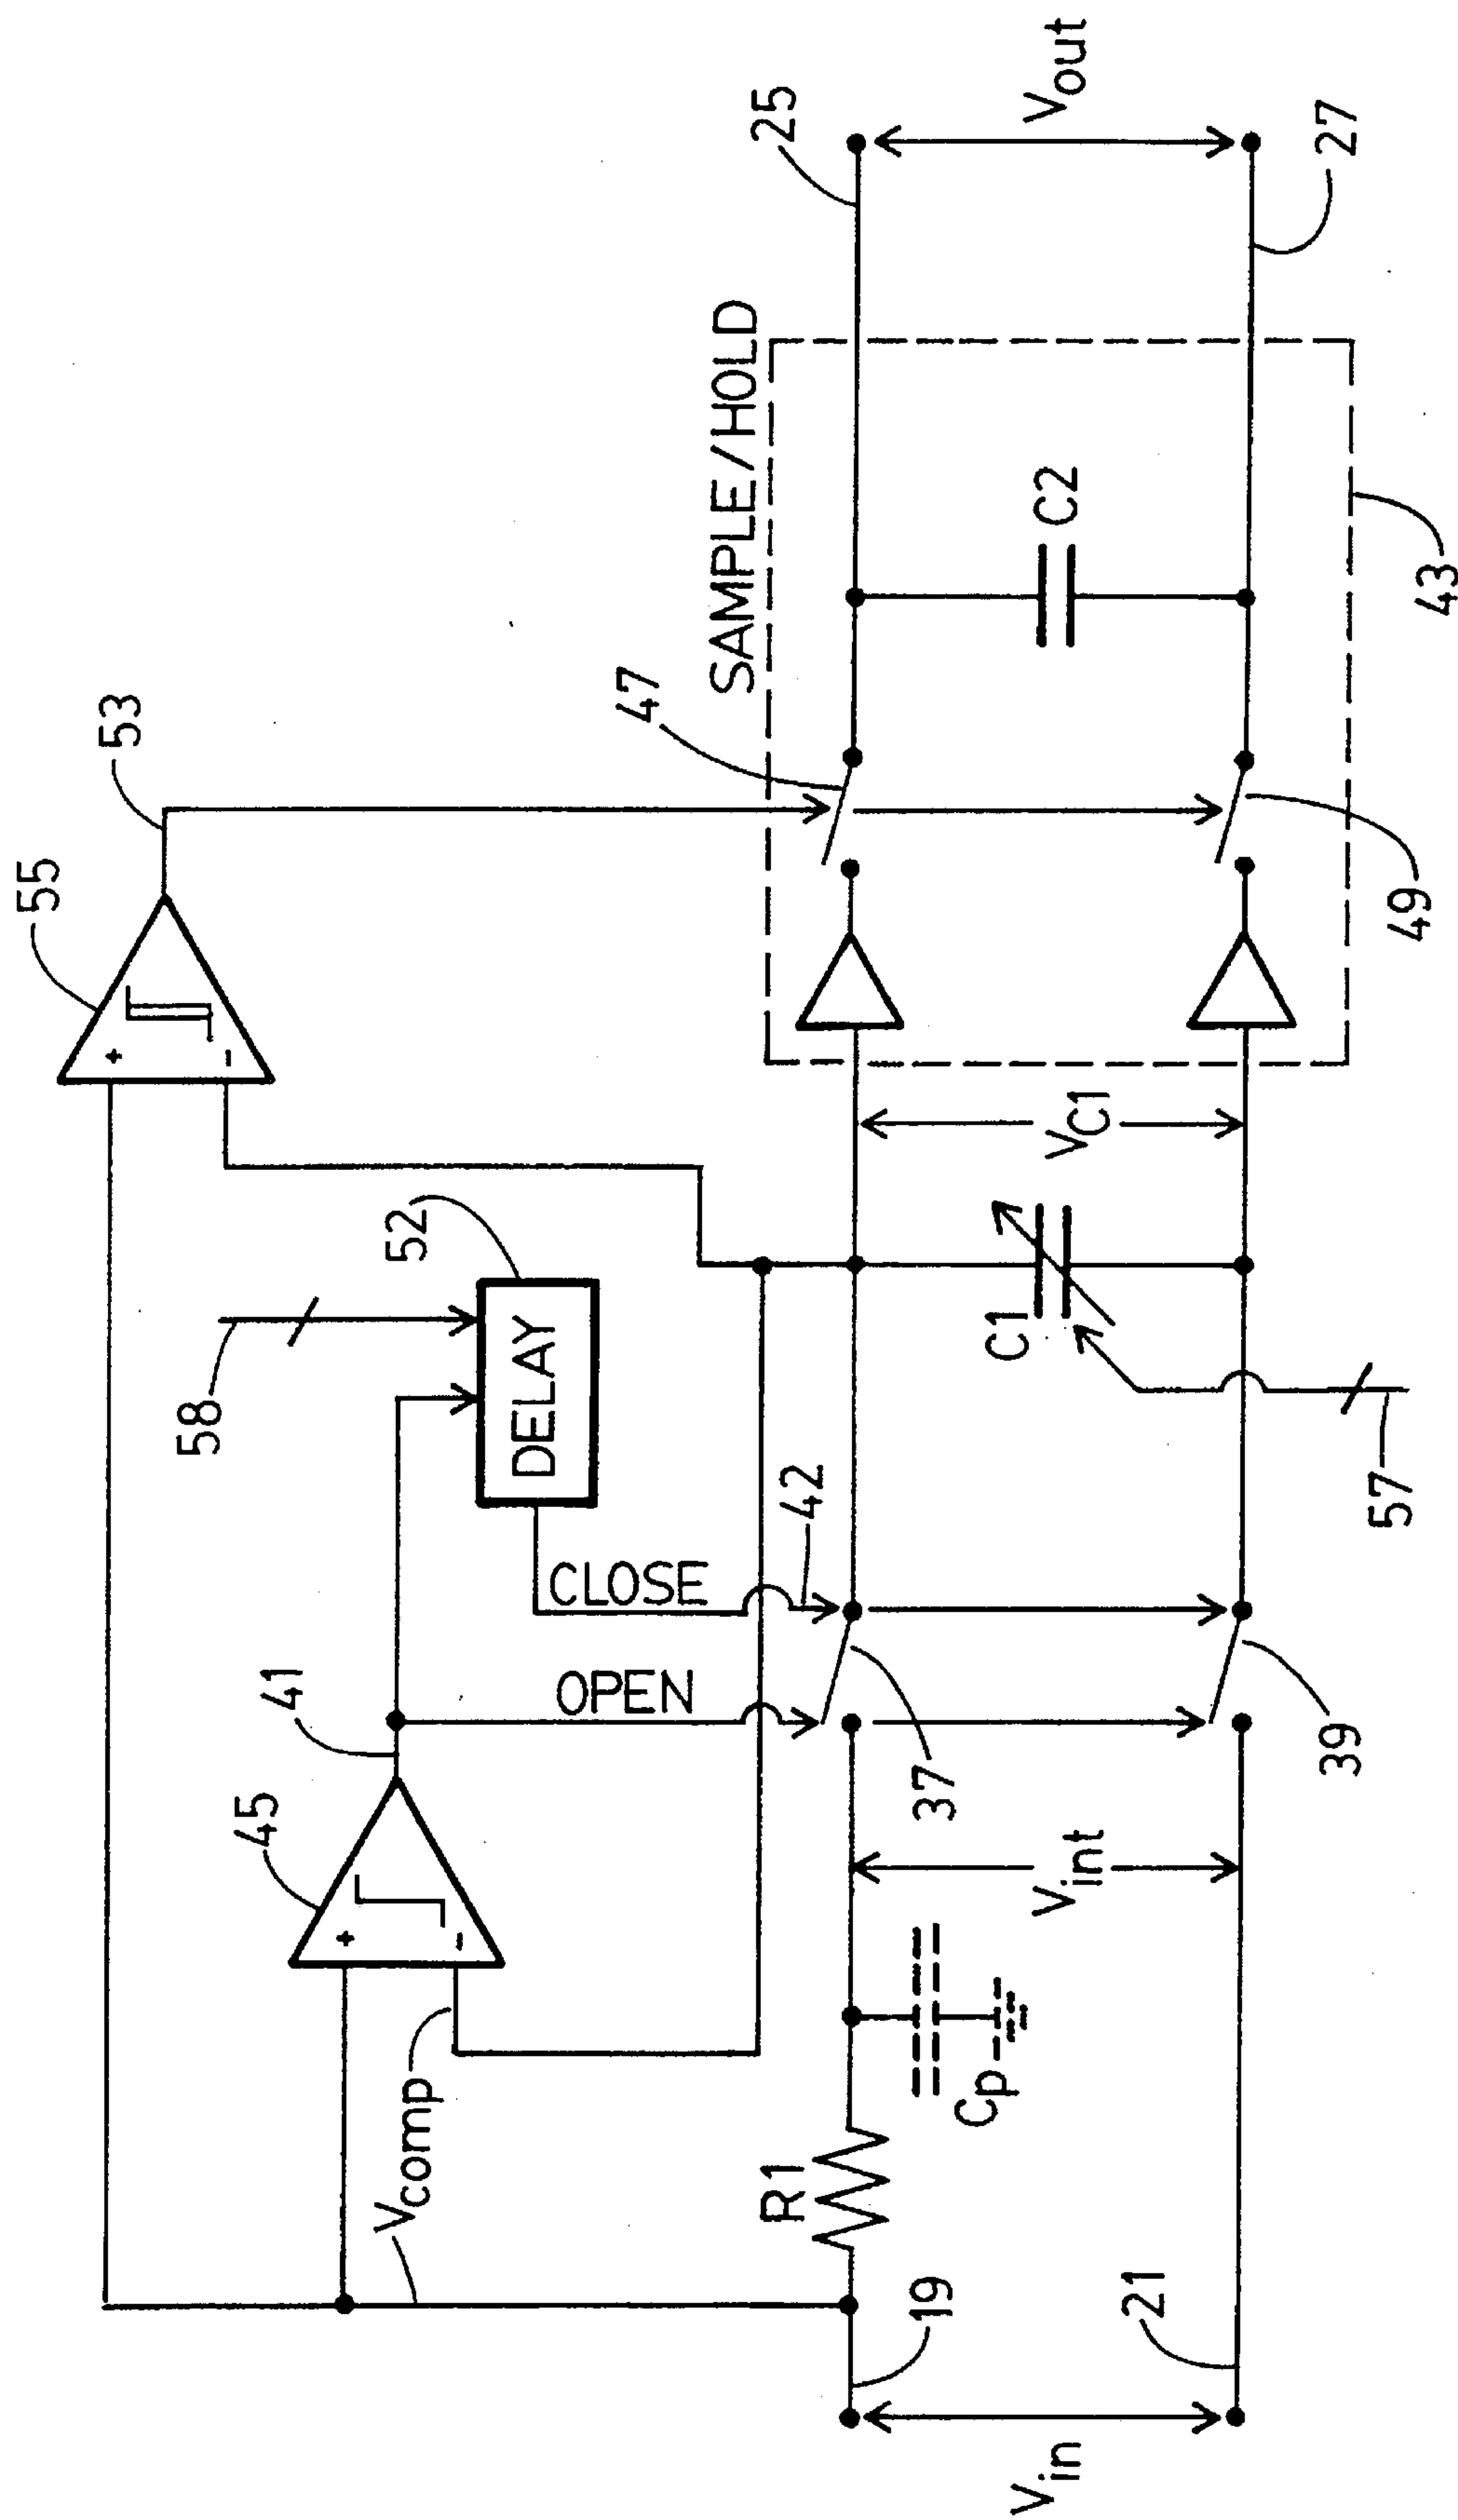 55
53
+
-
58
52
DELAY
41
45
+
-
Vcomp
OPEN
CLOSE
42
47
SAMPLE/HOLD
25
R1
19
Cp
37
Vin
Vint
C1
VC1
C2
Vout
21
39
57
49
43
27